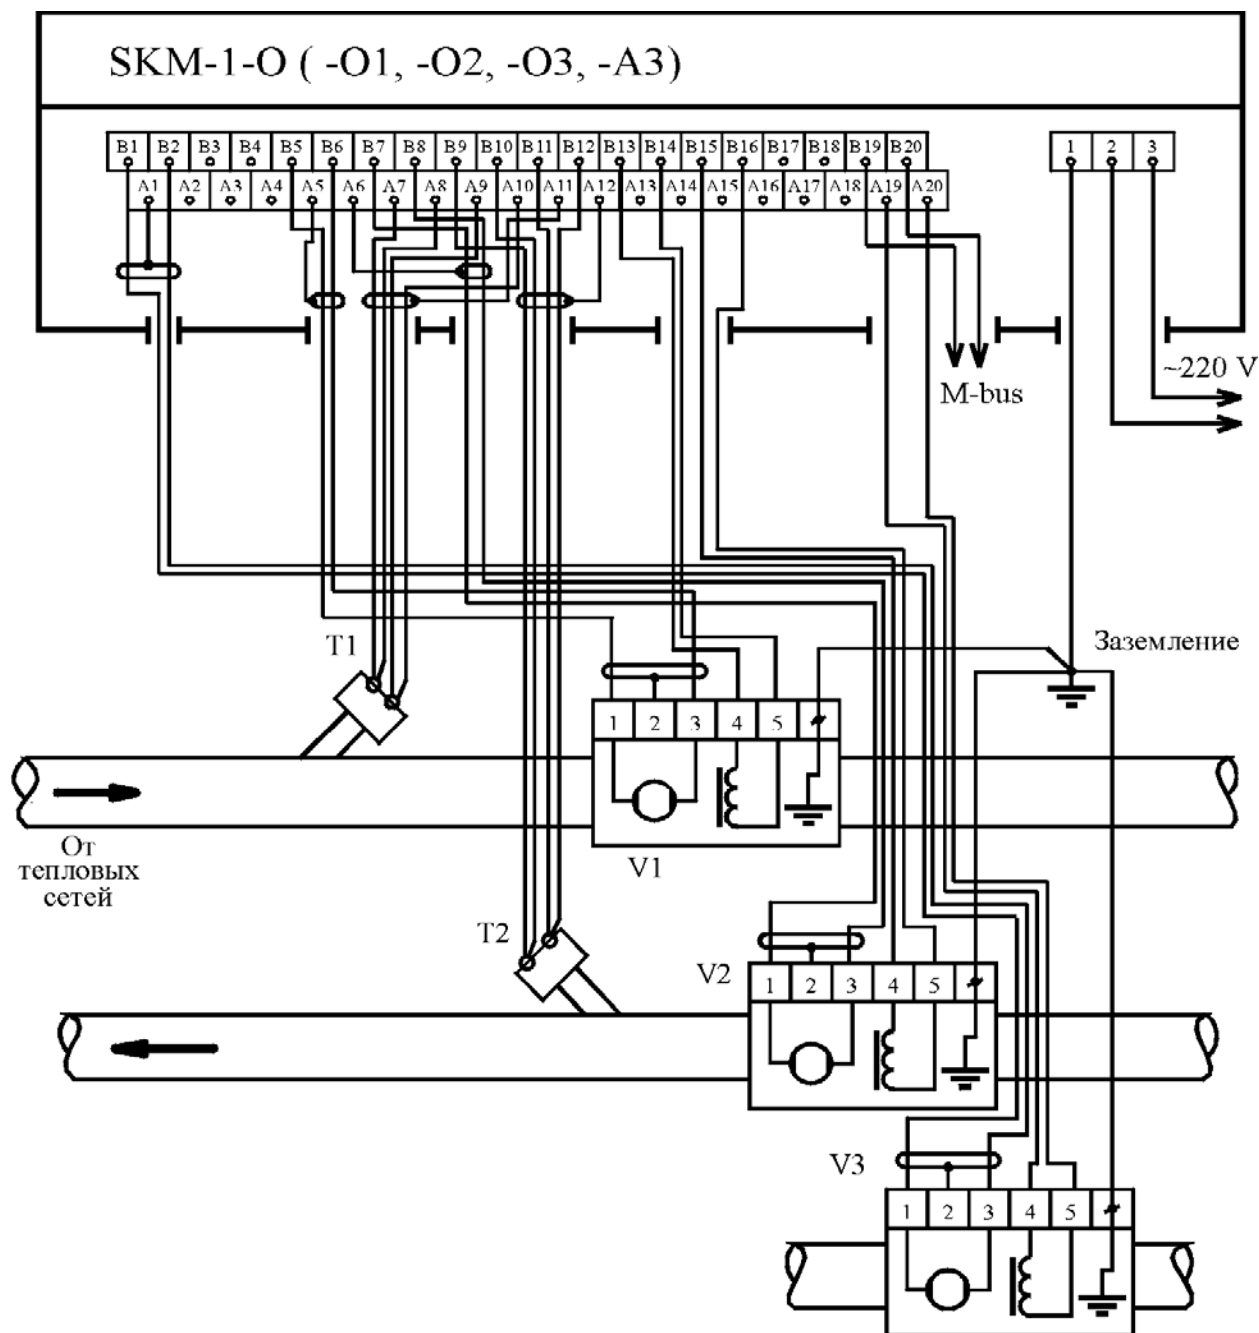 SKM-1-O ( -O1, -O2, -O3, -A3)
B1 B2 B3 B4 B5 B6 B7 B8 B9 B10 B11 B12 B13 B14 B15 B16 B17 B18 B19 B20
1 2 3
A1 A2 A3 A4 A5 A6 A7 A8 A9 A10 A11 A12 A13 A14 A15 A16 A17 A18 A19 A20
~220 V
M-bus
T1
Заземление
1 2 3 4 5
От
тепловых
сетей
V1
T2
V2
1 2 3 4 5
V3
1 2 3 4 5